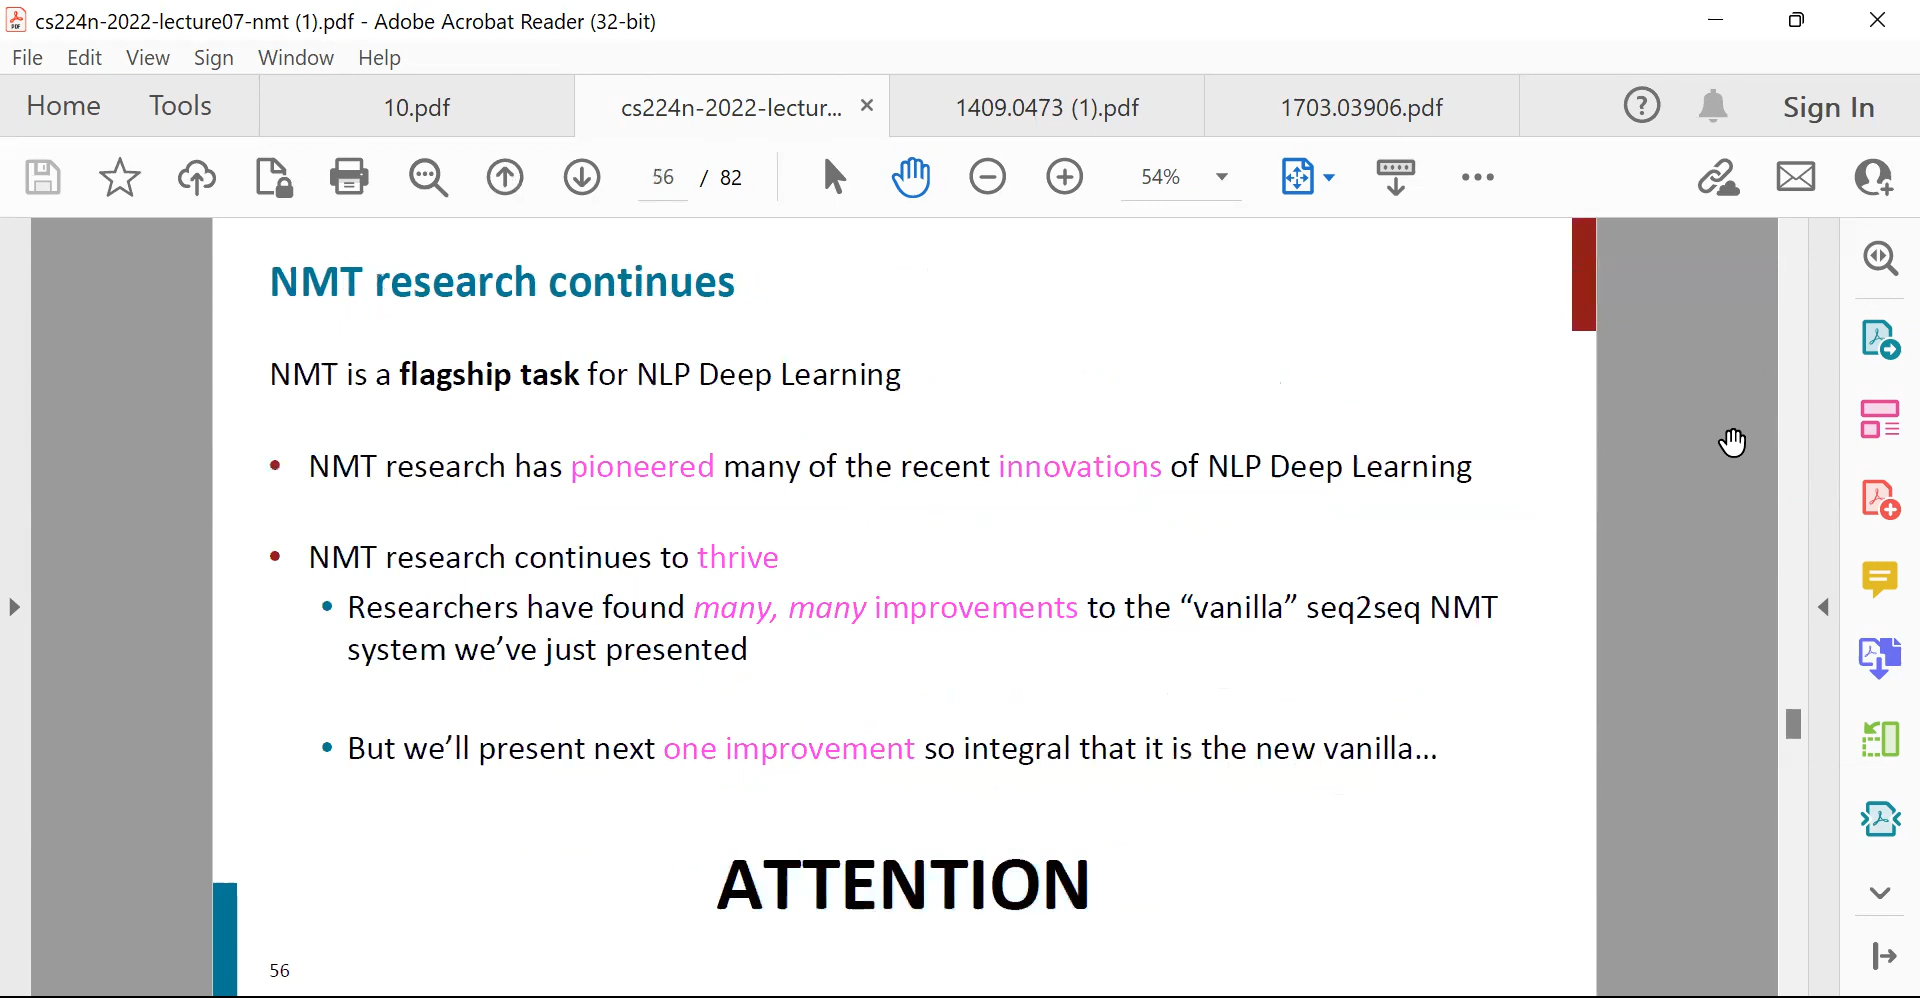 cs224n-2022-lecture07-nmt (1).pdf - Adobe Acrobat Reader (32-bit)
File Edit View Sign Window Help
Home Tools 10.pdf cs224n-2022-lectur... 1409.0473 (1).pdf 1703.03906.pdf Sign In
56 / 82 54%
NMT research continues
NMT is a flagship task for NLP Deep Learning
• NMT research has pioneered many of the recent innovations of NLP Deep Learning
• NMT research continues to thrive
• Researchers have found many, many improvements to the “vanilla” seq2seq NMT
system we’ve just presented
• But we’ll present next one improvement so integral that it is the new vanilla...
ATTENTION
56